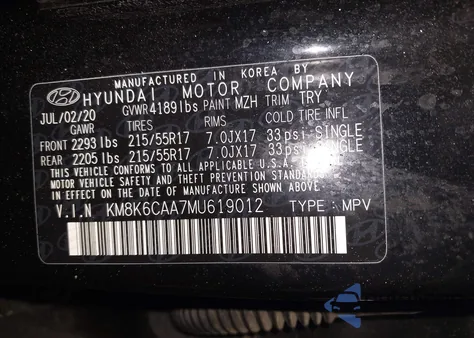 MANUFACTURED IN KOREA BY
HYUNDAI MOTOR COMPANY
JUL/02/20 GVWR 4189lbs PAINT MZH TRIM TRY
GAWR TIRES RIMS COLD TIRE INFL
FRONT 2293 lbs 215/55R17 7.0JX17 33psi-SINGLE
REAR 2205 lbs 215/55R17 7.0JX17 33psi-SINGLE
THIS VEHICLE CONFORMS TO ALL APPLICABLE U.S.A. FEDERAL
MOTOR VEHICLE SAFETY AND THEFT PREVENTION STANDARDS
IN EFFECT ON THE DATE OF MANUFACTURE SHOWN ABOVE.
V.I.N KM8K6CAA7MU619012 TYPE : MPV